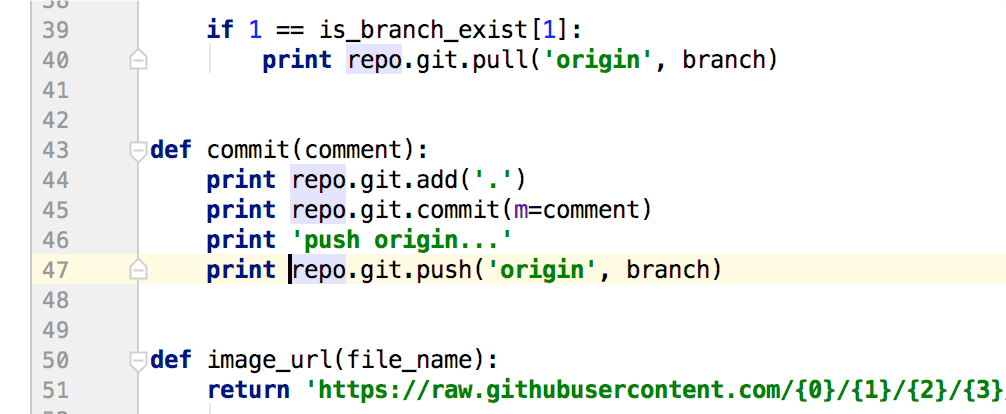 39 if 1 == is_branch_exist[1]:
40 print repo.git.pull('origin', branch)
41
42
43 def commit(comment):
44 print repo.git.add('.')
45 print repo.git.commit(m=comment)
46 print 'push origin...'
47 print repo.git.push('origin', branch)
48
49
50 def image_url(file_name):
51 return 'https://raw.githubusercontent.com/{0}/{1}/{2}/{3}